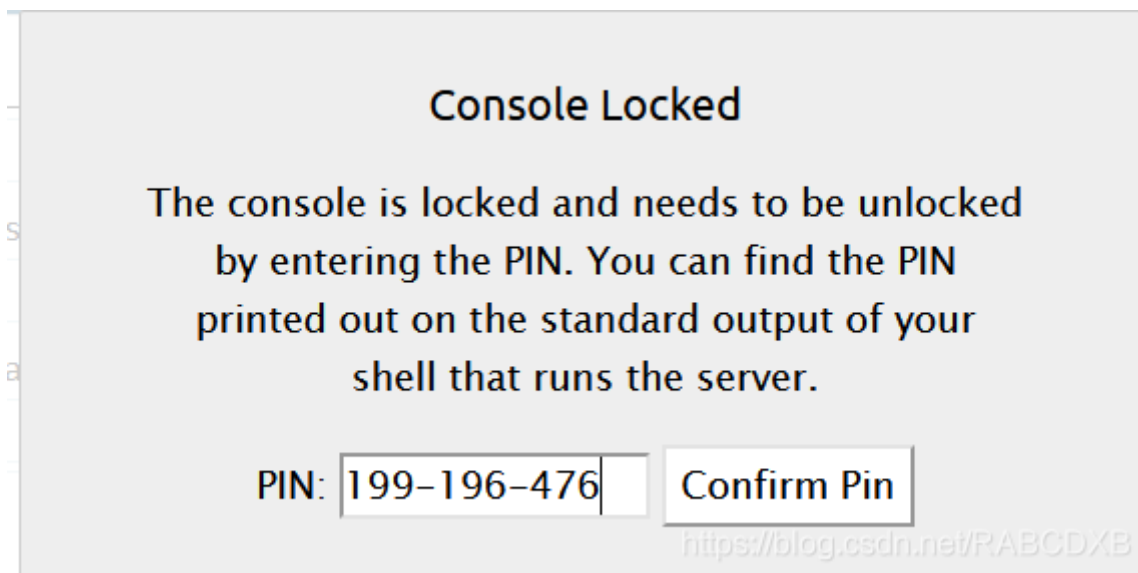 Console Locked
The console is locked and needs to be unlocked
by entering the PIN. You can find the PIN
printed out on the standard output of your
shell that runs the server.
PIN: 199-196-476 Confirm Pin
https://blog.csdn.net/RABCDXB
s
a